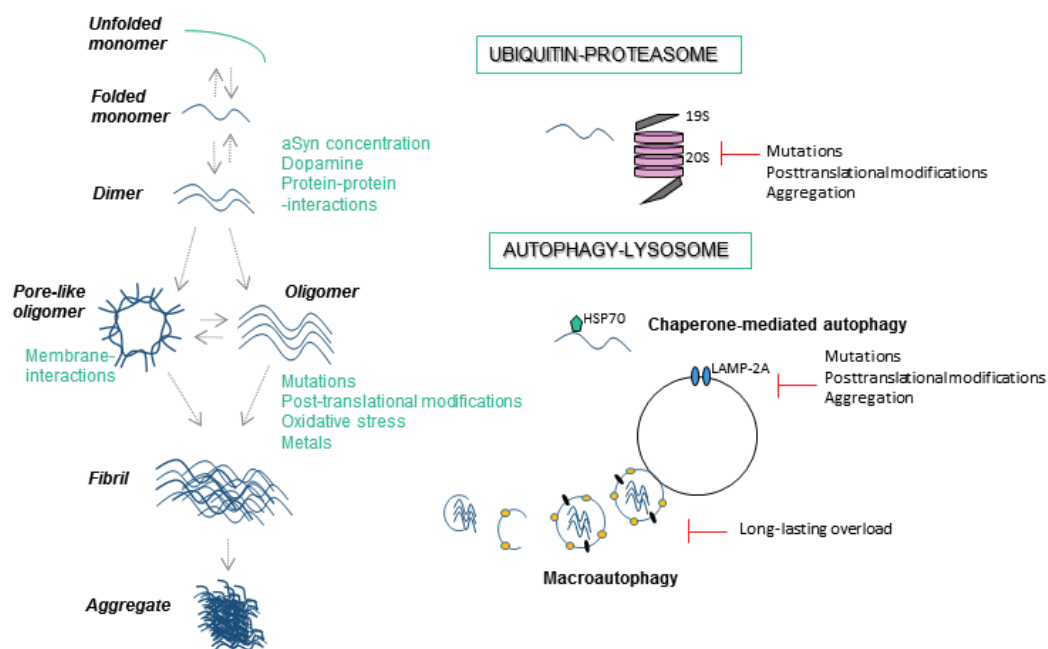 Unfolded
monomer
Folded
monomer
aSyn concentration
Dopamine
Protein-protein
-interactions
Dimer
Pore-like
oligomer
Oligomer
Membrane-
interactions
Mutations
Post-translational modifications
Oxidative stress
Metals
Fibril
Aggregate
UBIQUITIN-PROTEASOME
19S
20S
Mutations
Posttranslational modifications
Aggregation
AUTOPHAGY-LYSOSOME
HSP70
Chaperone-mediated autophagy
LAMP-2A
Mutations
Posttranslational modifications
Aggregation
Long-lasting overload
Macroautophagy